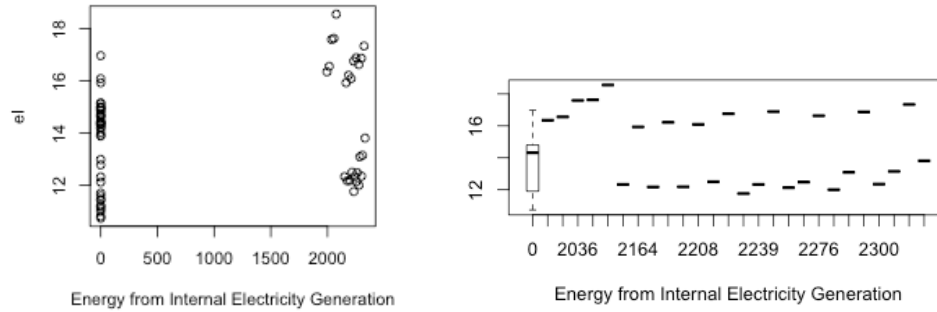 18
16
14
12
el
0 500 1000 1500 2000
Energy from Internal Electricity Generation
16
12
0 2036 2164 2208 2239 2276 2300
Energy from Internal Electricity Generation